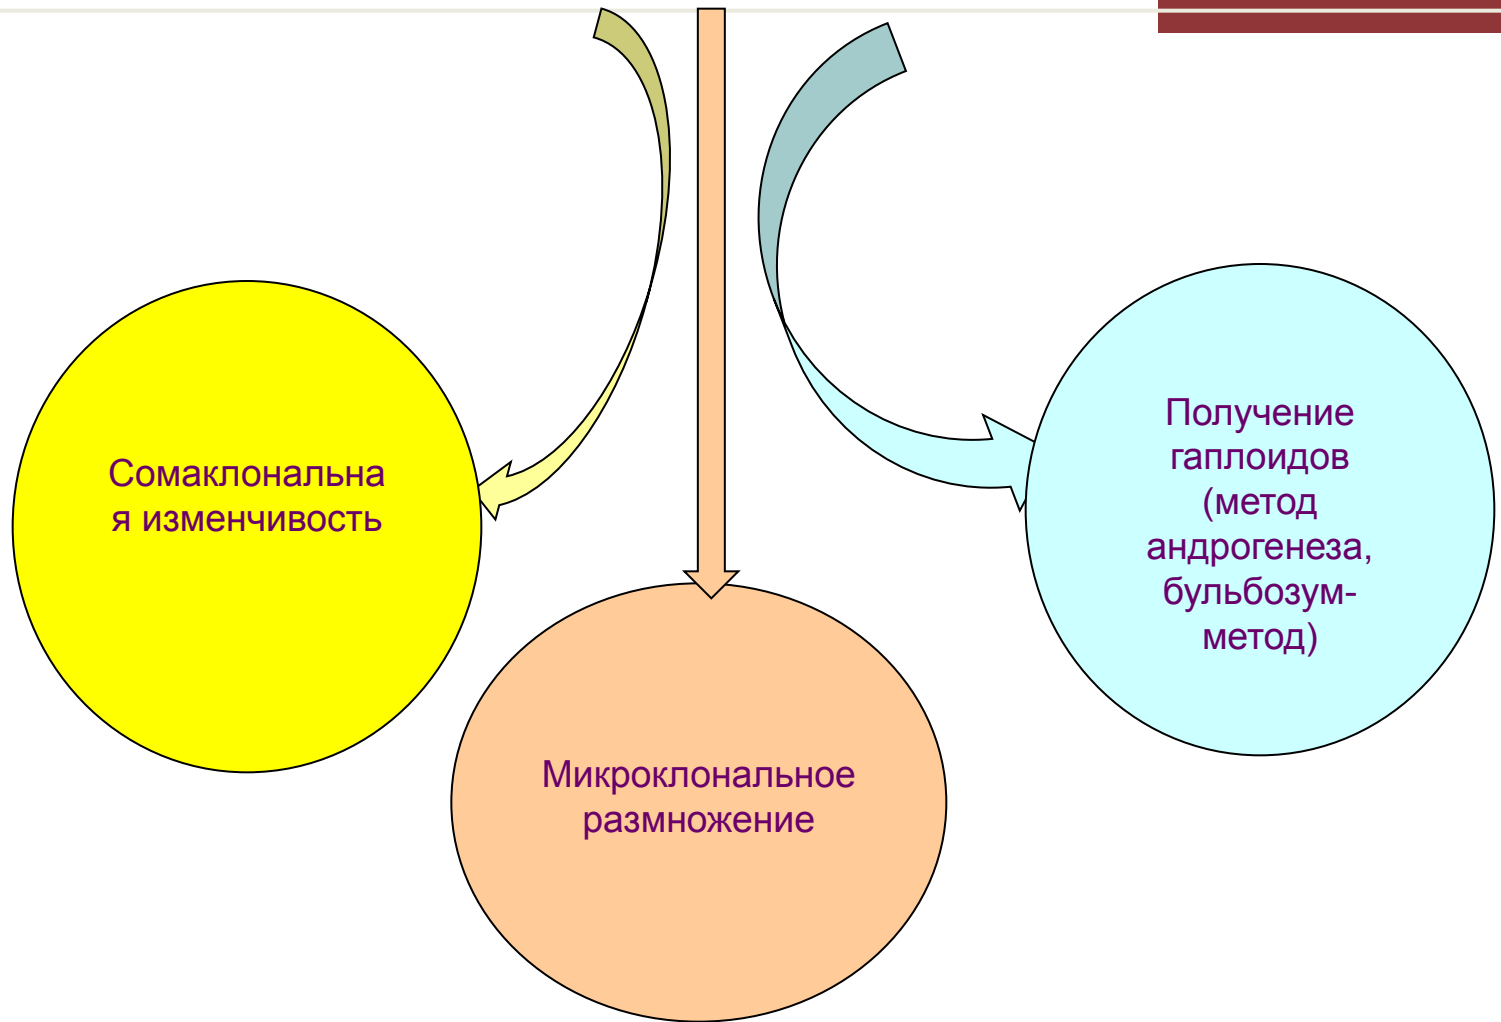 Сомаклональна
я изменчивость
Микроклональное
размножение
Получение
гаплоидов
(метод
андрогенеза,
бульбозум-
метод)